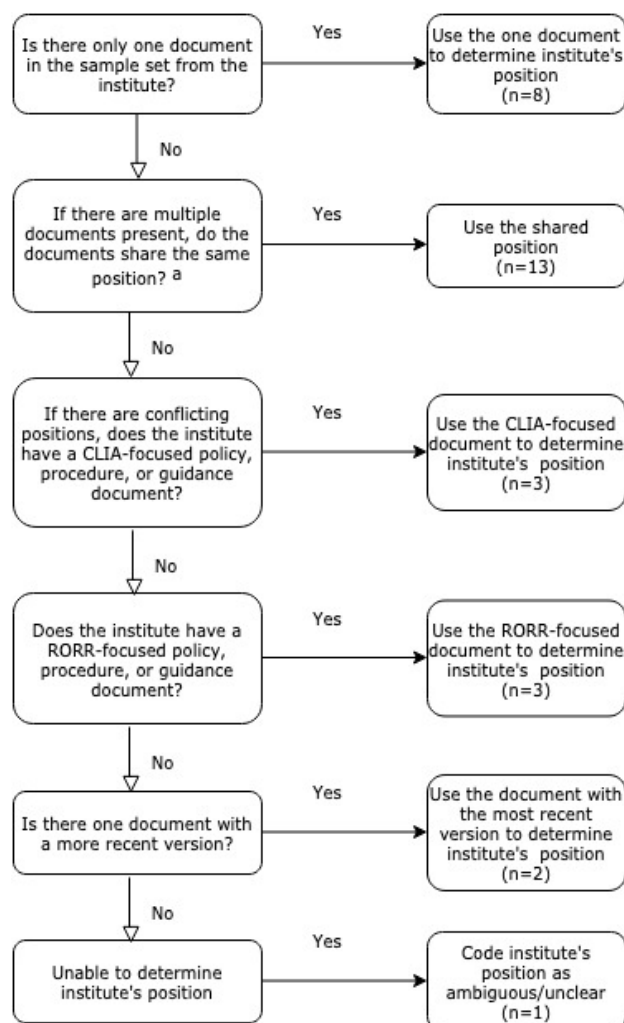 Is there only one document
in the sample set from the
institute?
Yes
Use the one document
to determine institute's
position
(n=8)
No
If there are multiple
documents present, do the
documents share the same
position? a
Yes
Use the shared
position
(n=13)
No
If there are conflicting
positions, does the institute
have a CLIA-focused policy,
procedure, or guidance
document?
Yes
Use the CLIA-focused
document to determine
institute's position
(n=3)
No
Does the institute have a
RORR-focused policy,
procedure, or guidance
document?
Yes
Use the RORR-focused
document to determine
institute's position
(n=3)
No
Is there one document with
a more recent version?
Yes
Use the document with
the most recent
version to determine
institute's position
(n=2)
No
Unable to determine
institute's position
Yes
Code institute's
position as
ambiguous/unclear
(n=1)